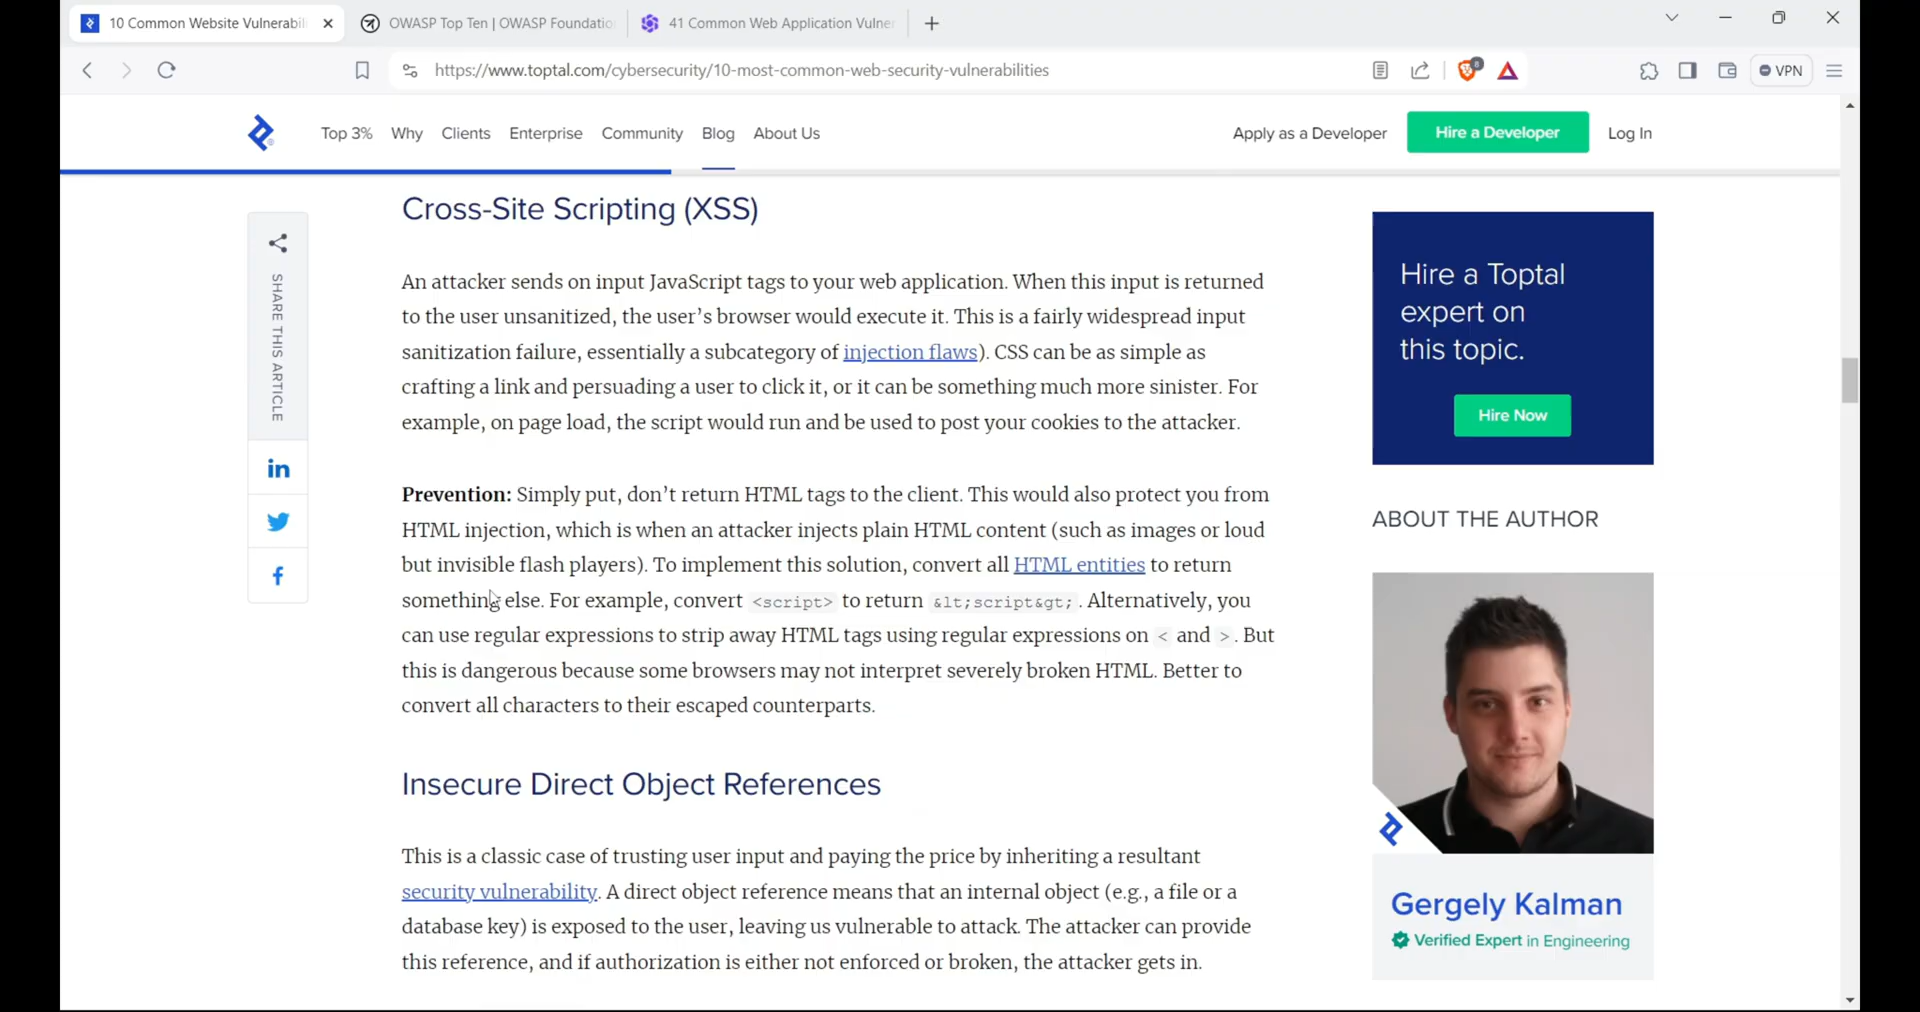 10 Common Website Vulnerabili
OWASP Top Ten | OWASP Foundatio
41 Common Web Application Vulne
https://www.toptal.com/cybersecurity/10-most-common-web-security-vulnerabilities
8
VPN
Top 3%
Why
Clients
Enterprise
Community
Blog
About Us
Apply as a Developer
Hire a Developer
Log In
SHARE THIS ARTICLE
Cross-Site Scripting (XSS)
An attacker sends on input JavaScript tags to your web application. When this input is returned
to the user unsanitized, the user’s browser would execute it. This is a fairly widespread input
sanitization failure, essentially a subcategory of injection flaws). CSS can be as simple as
crafting a link and persuading a user to click it, or it can be something much more sinister. For
example, on page load, the script would run and be used to post your cookies to the attacker.
Prevention: Simply put, don’t return HTML tags to the client. This would also protect you from
HTML injection, which is when an attacker injects plain HTML content (such as images or loud
but invisible flash players). To implement this solution, convert all HTML entities to return
something else. For example, convert <script> to return &lt;script&gt; . Alternatively, you
can use regular expressions to strip away HTML tags using regular expressions on < and > . But
this is dangerous because some browsers may not interpret severely broken HTML. Better to
convert all characters to their escaped counterparts.
Insecure Direct Object References
This is a classic case of trusting user input and paying the price by inheriting a resultant
security vulnerability. A direct object reference means that an internal object (e.g., a file or a
database key) is exposed to the user, leaving us vulnerable to attack. The attacker can provide
this reference, and if authorization is either not enforced or broken, the attacker gets in.
Hire a Toptal
expert on
this topic.
Hire Now
ABOUT THE AUTHOR
Gergely Kalman
Verified Expert in Engineering